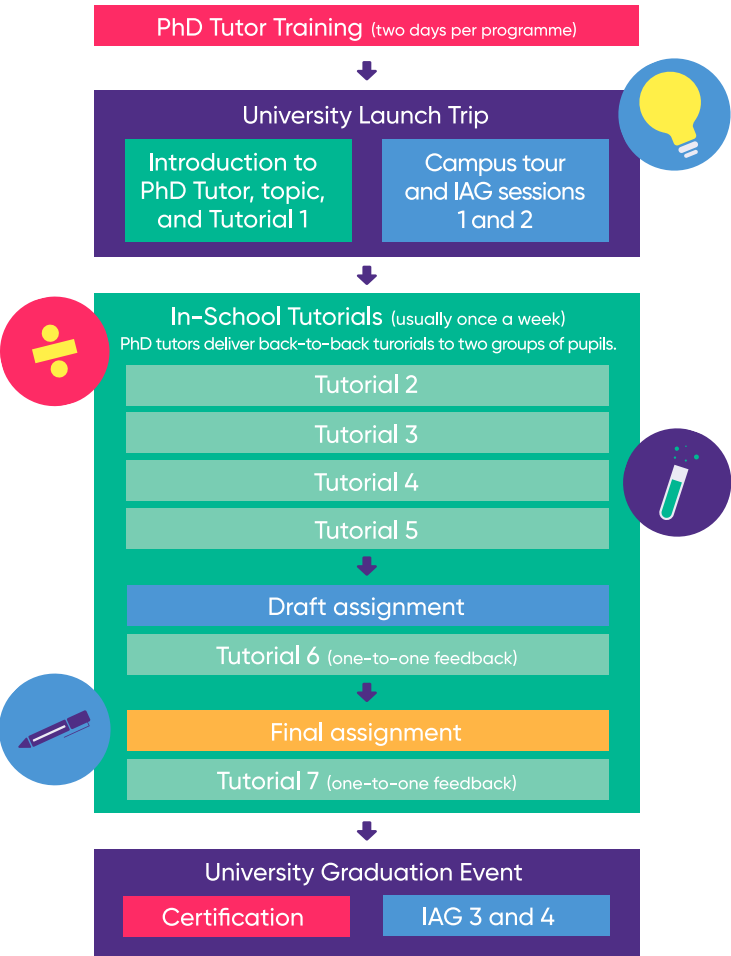 PhD Tutor Training (two days per programme)
University Launch Trip
Introduction to
PhD Tutor, topic,
and Tutorial 1
Campus tour
and IAG sessions
1 and 2
In-School Tutorials (usually once a week)
PhD tutors deliver back-to-back turorials to two groups of pupils.
Tutorial 2
Tutorial 3
Tutorial 4
Tutorial 5
Draft assignment
Tutorial 6 (one-to-one feedback)
Final assignment
Tutorial 7 (one-to-one feedback)
University Graduation Event
Certification
IAG 3 and 4